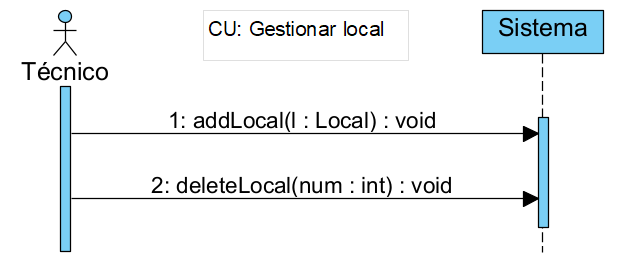 CU: Gestionar local
Sistema
Técnico
1: addLocal(l : Local) : void
2: deleteLocal(num : int) : void